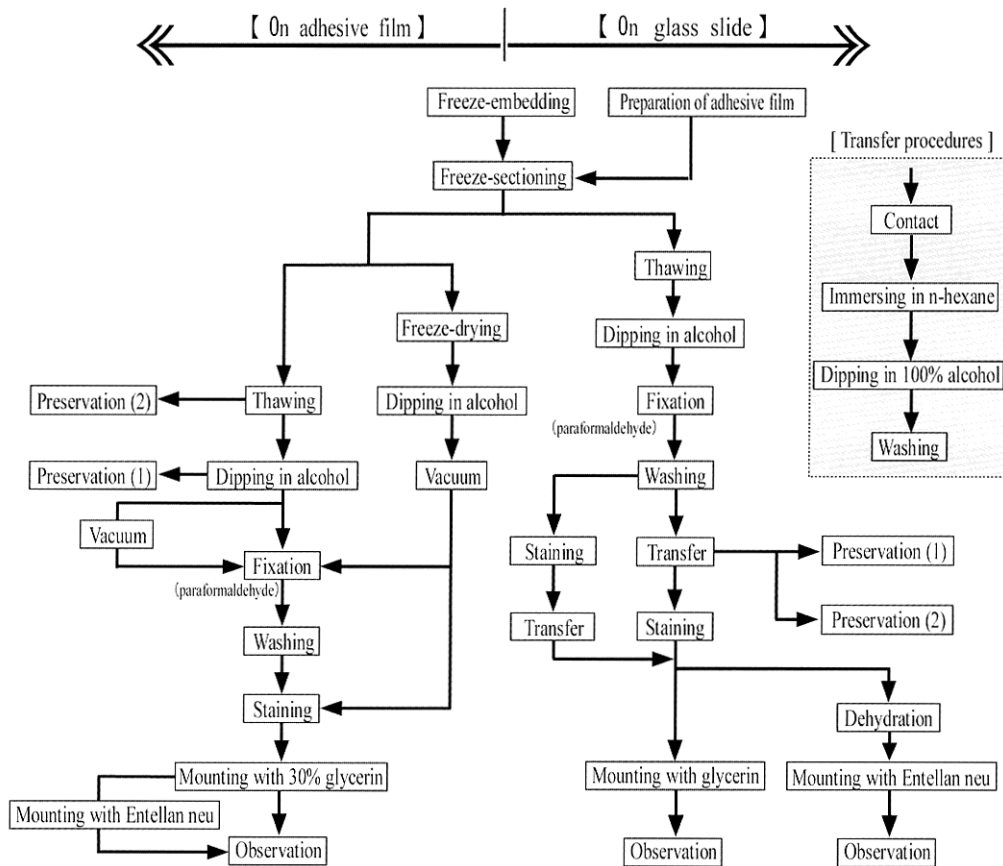 【 On adhesive film 】
【 On glass slide 】
Freeze-embedding
Preparation of adhesive film
[ Transfer procedures ]
Freeze-sectioning
Contact
Thawing
Immersing in n-hexane
Freeze-drying
Dipping in alcohol
Dipping in 100% alcohol
Preservation (2)
Thawing
Dipping in alcohol
Fixation
(paraformaldehyde)
Washing
Preservation (1)
Dipping in alcohol
Vacuum
Washing
Vacuum
Staining
Transfer
Preservation (1)
Fixation
(paraformaldehyde)
Preservation (2)
Washing
Transfer
Staining
Staining
Dehydration
Mounting with 30% glycerin
Mounting with glycerin
Mounting with Entellan neu
Mounting with Entellan neu
Observation
Observation
Observation